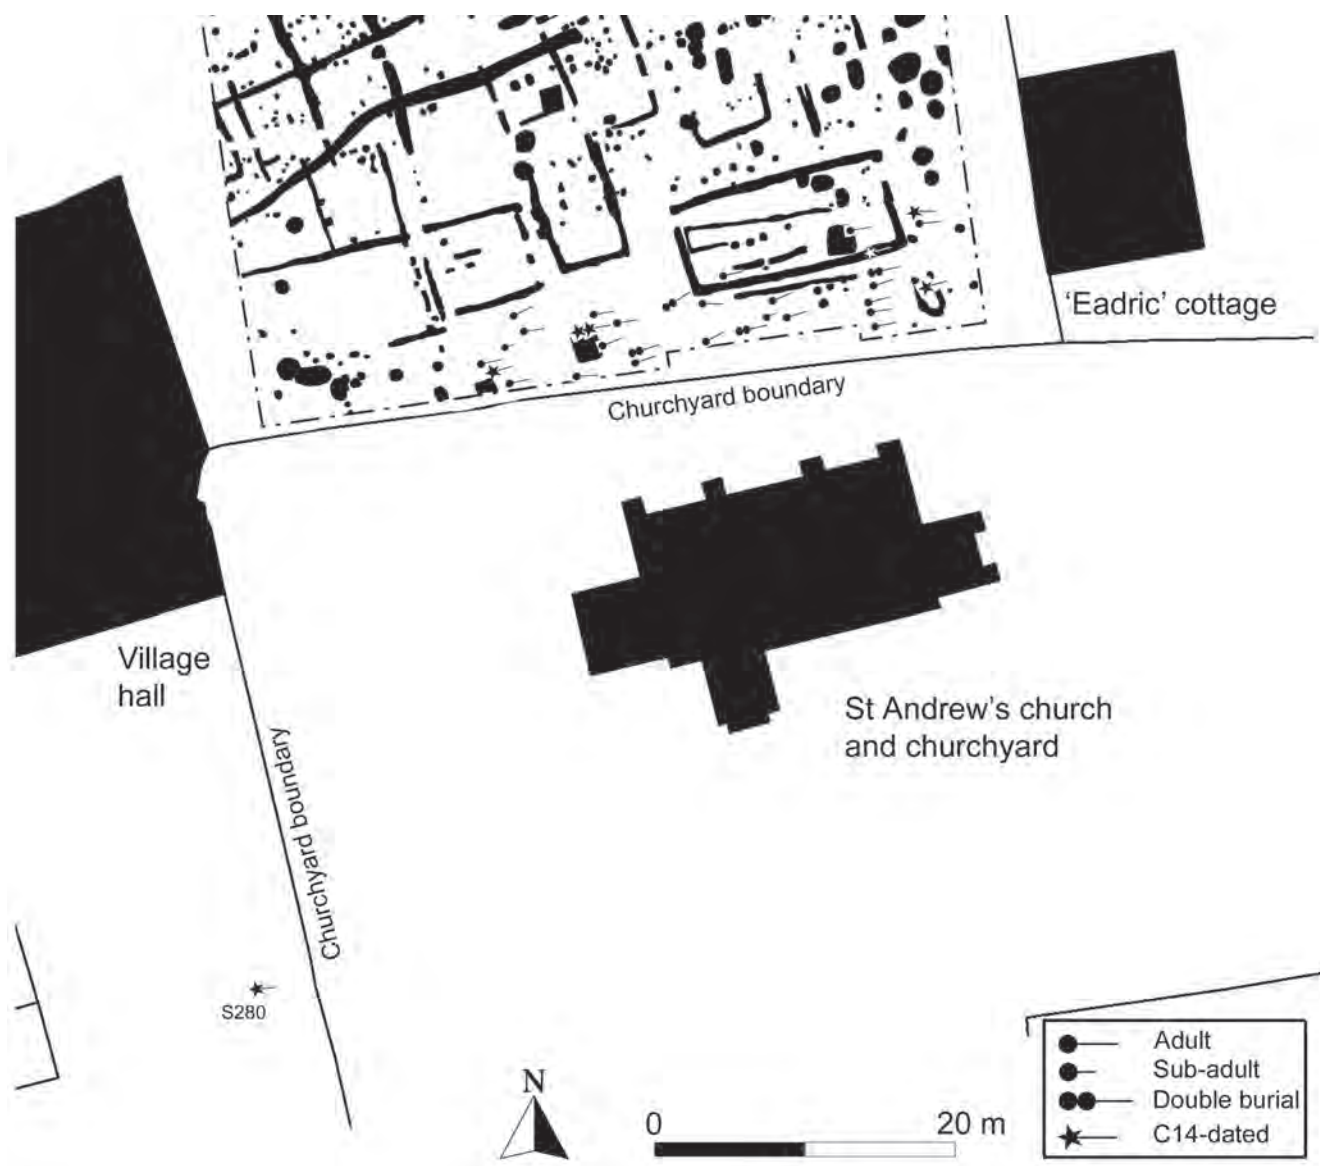 'Eadric' cottage
Churchyard boundary
Village
hall
St Andrew's church
and churchyard
Churchyard boundary
S280
N
0 20 m
Adult
Sub-adult
Double burial
C14-dated